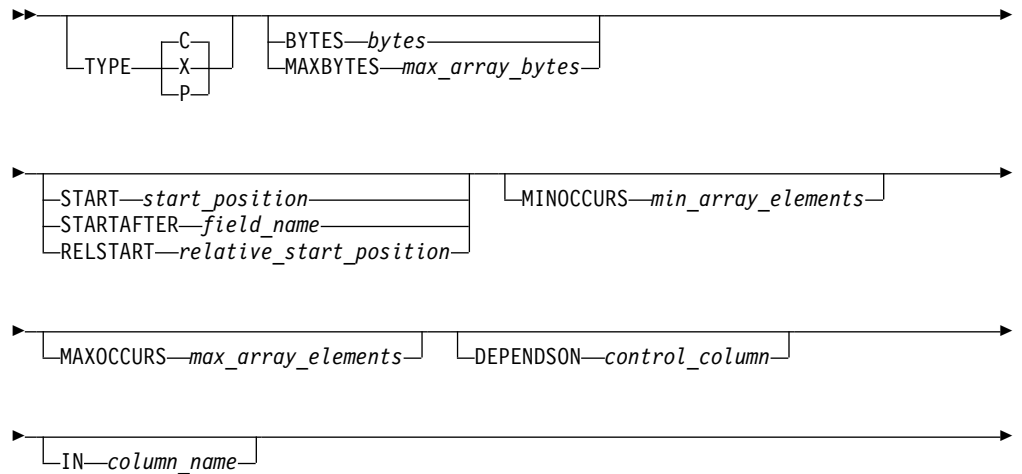 C
BYTES bytes
TYPE X MAXBYTES max_array_bytes
P
START start_position MINOCCURS min_array_elements
STARTAFTER field_name
RELSTART relative_start_position
MAXOCCURS max_array_elements DEPENDSON control_column
IN column_name